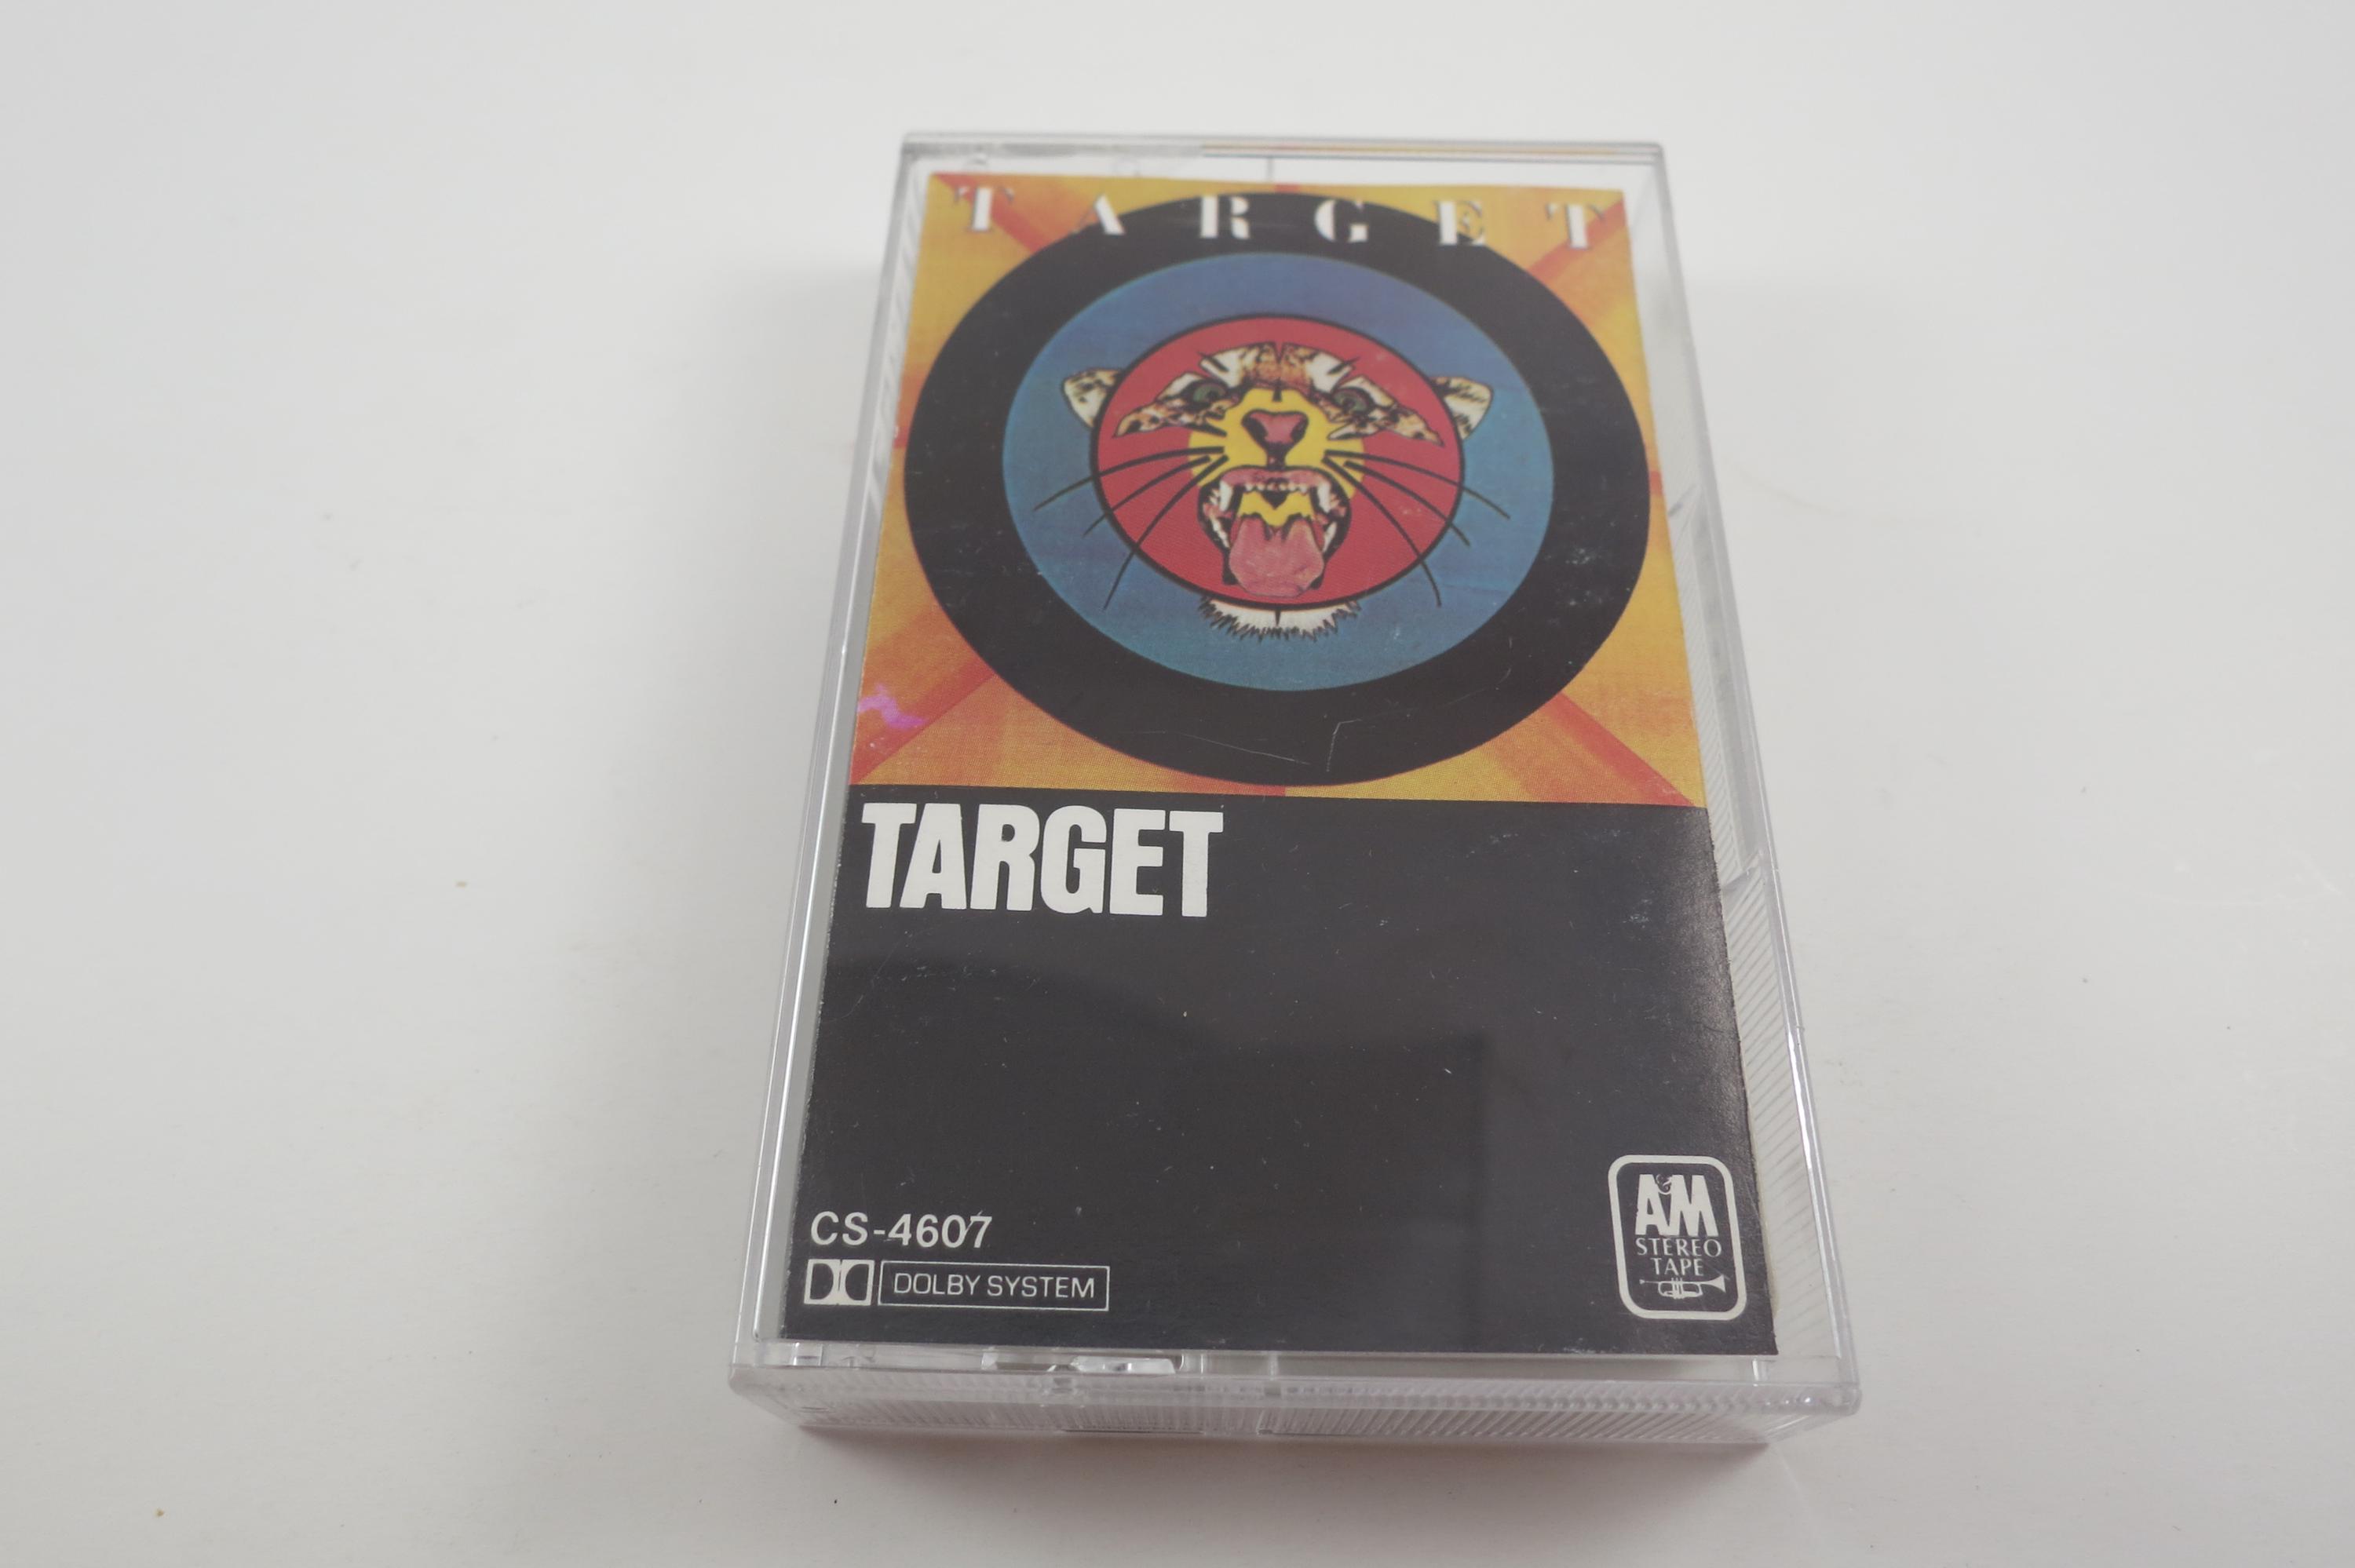 TARGET
TARGET
CS-4607
DOLBY SYSTEM
A&M
STEREO
TAPE